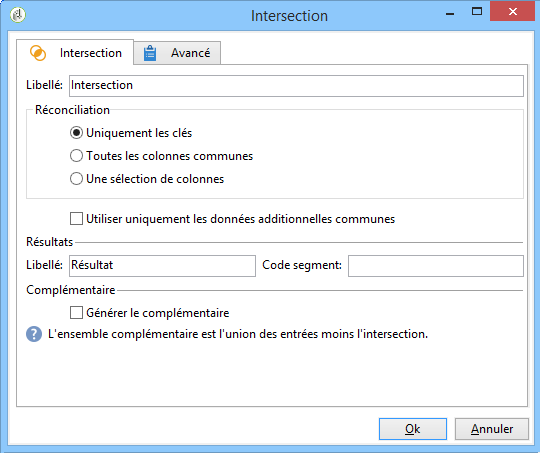 Intersection
Intersection Avancé
Libellé: Intersection
Réconciliation
Uniquement les clés
Toutes les colonnes communes
Une sélection de colonnes
Utiliser uniquement les données additionnelles communes
Résultats
Libellé: Résultat Code segment:
Complémentaire
Générer le complémentaire
? L'ensemble complémentaire est l'union des entrées moins l'intersection.
Ok Annuler